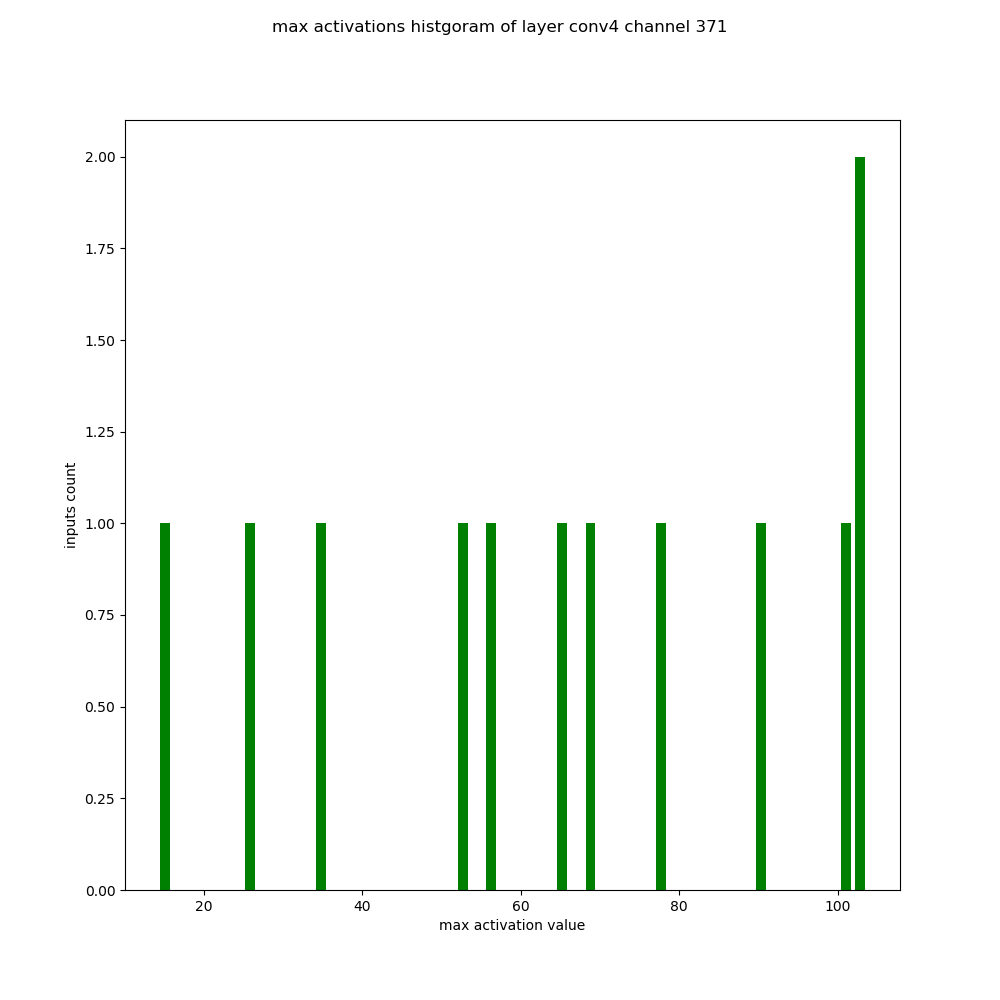 max activations histgoram of layer conv4 channel 371
2.00
1.75
1.50
1.25
1.00
0.75
0.50
0.25
0.00
inputs count
20 40 60 80 100
max activation value